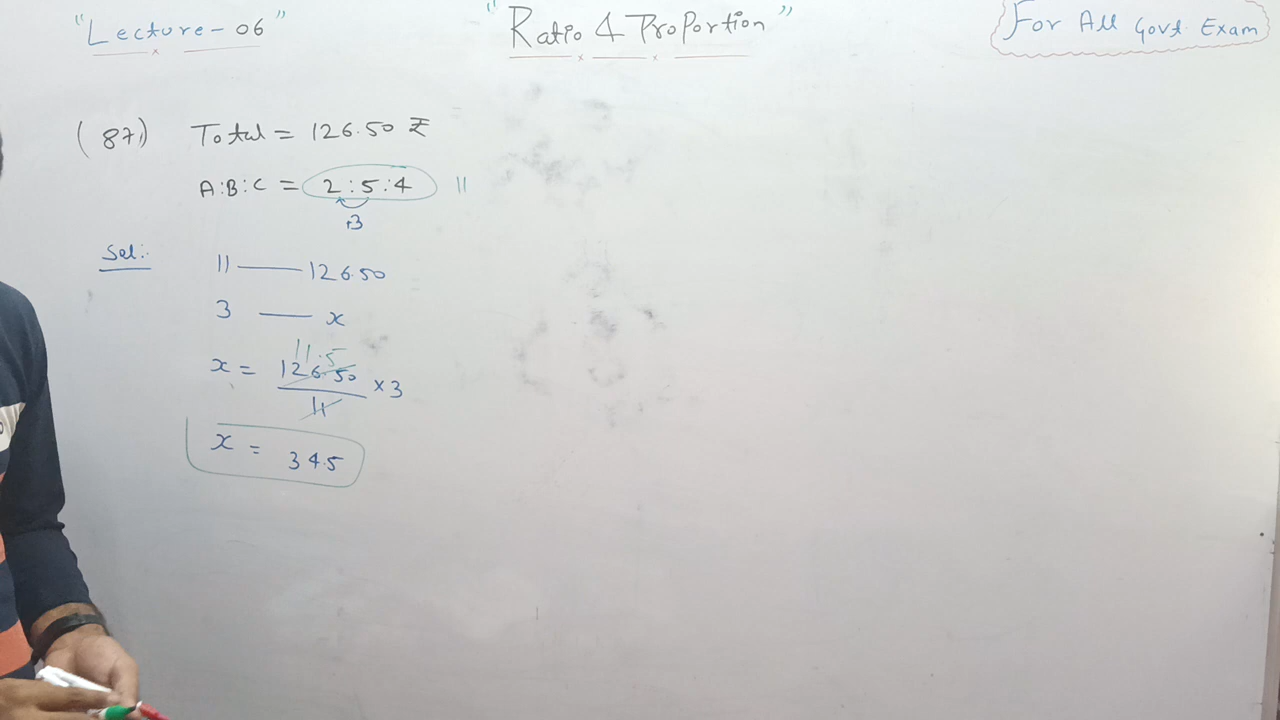 "Lecture-06"
"Ratio & Proportion"
For All Govt. Exam
(87) Total = 126.50 ₹
A:B:C = 2:5:4 11
+3
Sol:
11 — 126.50
3 — x
11.5
x = 126.50/11 × 3
x = 34.5